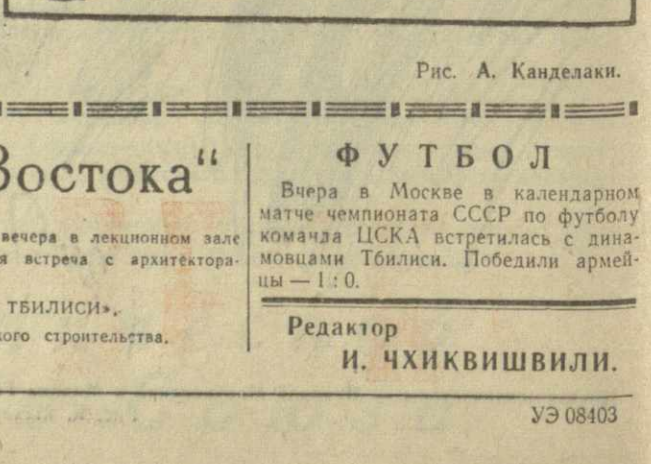 Рис. А. Канделаки.
Востока“
вечера в лекционном зале
я встреча с архитектора-
ТБИЛИСИ».
кого строительства.
ФУТБОЛ
Вчера в Москве в календарном
матче чемпионата СССР по футболу
команда ЦСКА встретилась с дина-
мовцами Тбилиси. Победили армей-
цы — 1 : 0.
Редактор
И. ЧХИКВИШВИЛИ.
УЭ 08403